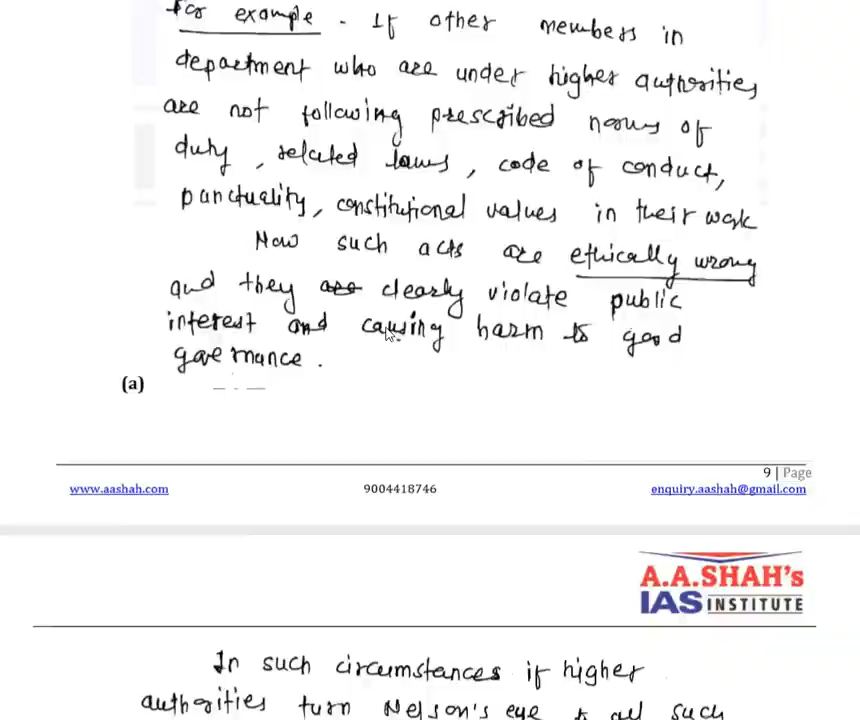 For example - If other members in
department who are under higher authorities
are not following prescribed norms of
duty, related laws, code of conduct,
punctuality, constitutional values in their work
Now such acts are ethically wrong
and they are clearly violate public
interest and causing harm to good
governance.
(a)
9 | Page
www.aashah.com 9004418746 enquiry.aashah@gmail.com
A.A.SHAH's
IAS INSTITUTE
In such circumstances if higher
authorities turn Nelson's eye to all such